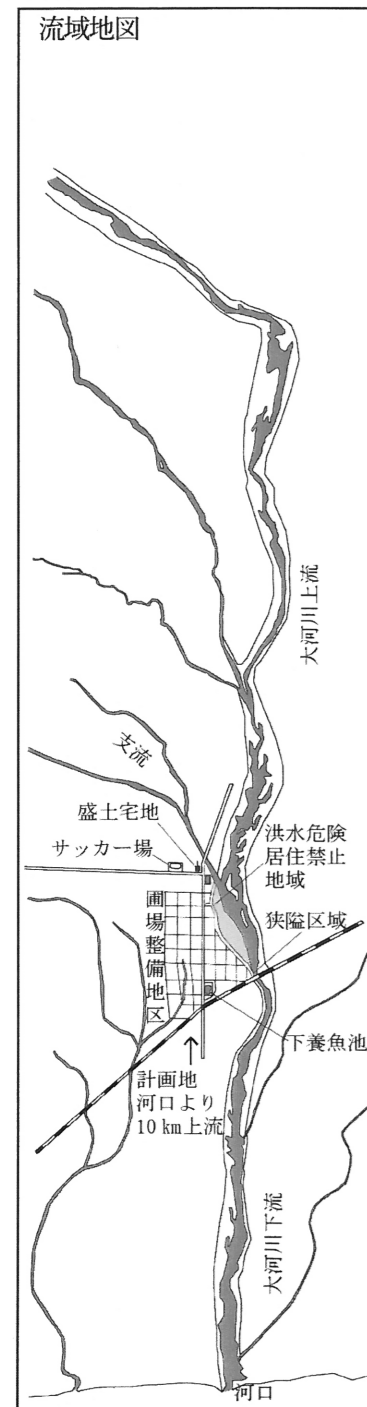 流域地図
大河川上流
支流
盛土宅地
サッカー場
洪水危険
居住禁止
地域
狭隘区域
圃場整備地区
下養魚池
計画地
河口より
10km上流
大河川下流
河口